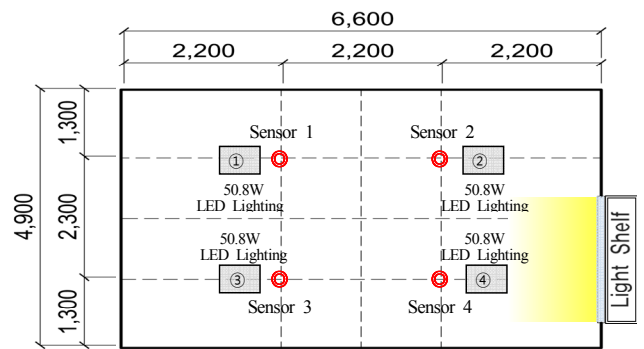 6,600
2,200 2,200 2,200
1,300
2,300
1,300
4,900
Sensor 1 Sensor 2
① ②
50.8W 50.8W
LED Lighting LED Lighting
50.8W 50.8W
LED Lighting LED Lighting
③ ④
Sensor 3 Sensor 4
Light Shelf